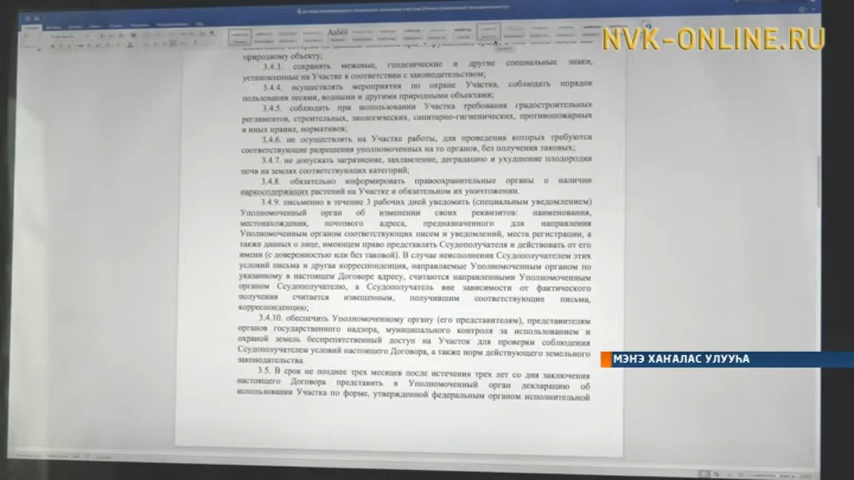 NVK-ONLINE.RU
природному объекту;
3.4.3. сохранять межевые, геодезические и другие специальные знаки,
установленные на Участке в соответствии с законодательством;
3.4.4. осуществлять мероприятия по охране Участка, соблюдать порядок
пользования лесами, водными и другими природными объектами;
3.4.5. соблюдать при использовании Участка требования градостроительных
регламентов, строительных, экологических, санитарно-гигиенических, противопожарных
и иных правил, нормативов;
3.4.6. не осуществлять на Участке работы, для проведения которых требуются
соответствующие разрешения уполномоченных на то органов, без получения таковых;
3.4.7. не допускать загрязнение, захламление, деградацию и ухудшение плодородия
почв на землях соответствующих категорий;
3.4.8. обязательно информировать правоохранительные органы о наличии
наркосодержащих растений на Участке и обязательном их уничтожении.
3.4.9. письменно в течение 3 рабочих дней уведомить (специальным уведомлением)
Уполномоченный орган об изменении своих реквизитов: наименования,
местонахождения, почтового адреса, предназначенного для направления
Уполномоченным органом соответствующих писем и уведомлений, места регистрации, а
также данных о лице, имеющем право представлять Ссудополучателя и действовать от его
имени (с доверенностью или без таковой). В случае неисполнения Ссудополучателем этих
условий письма и другая корреспонденция, направляемые Уполномоченным органом по
указанному в настоящем Договоре адресу, считаются направленными Уполномоченным
органом Ссудополучателю, а Ссудополучатель вне зависимости от фактического
получения считается извещенным, получившим соответствующие письма,
корреспонденцию;
3.4.10. обеспечить Уполномоченному органу (его представителям), представителям
органов государственного надзора, муниципального контроля за использованием и
охраной земель беспрепятственный доступ на Участок для проверки соблюдения
Ссудополучателем условий настоящего Договора, а также норм действующего земельного
законодательства.
МЭҤЭ ХАҤАЛАС УЛУУҺА
3.5. В срок не позднее трех месяцев после истечения трех лет со дня заключения
настоящего Договора представить в Уполномоченный орган декларацию об
использовании Участка по форме, утвержденной федеральным органом исполнительной